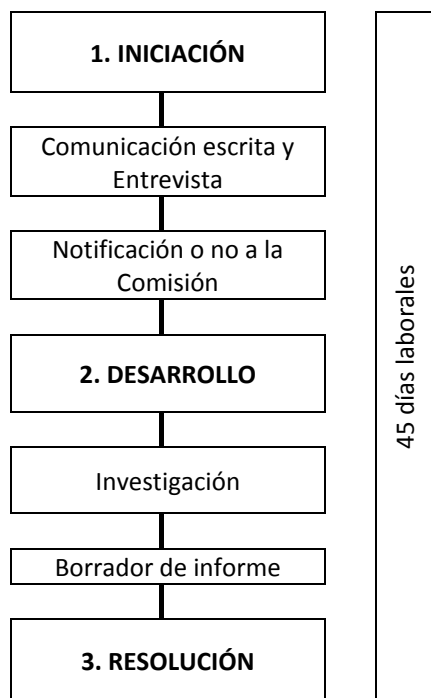 1. INICIACIÓN
Comunicación escrita y
Entrevista
Notificación o no a la
Comisión
2. DESARROLLO
Investigación
Borrador de informe
3. RESOLUCIÓN
45 días laborales